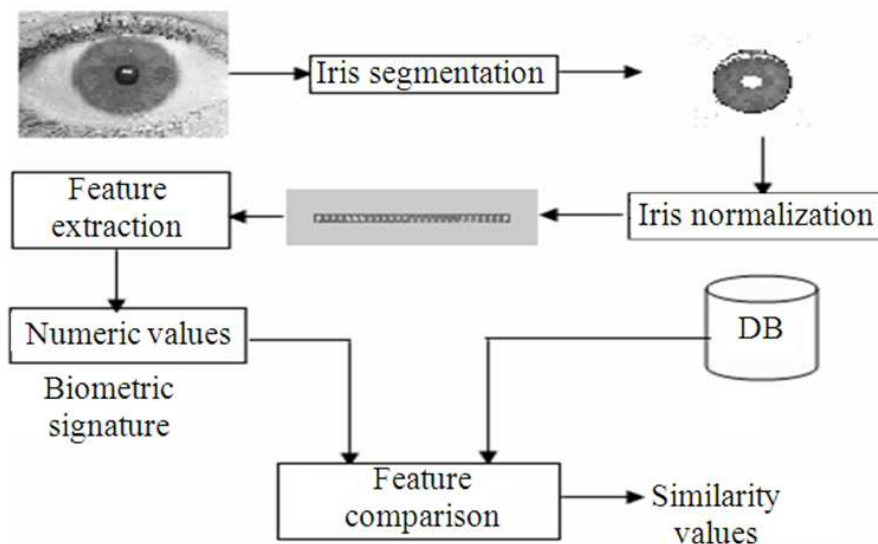 Iris segmentation
Feature
extraction
Iris normalization
Numeric values
DB
Biometric
signature
Feature
comparison
Similarity
values